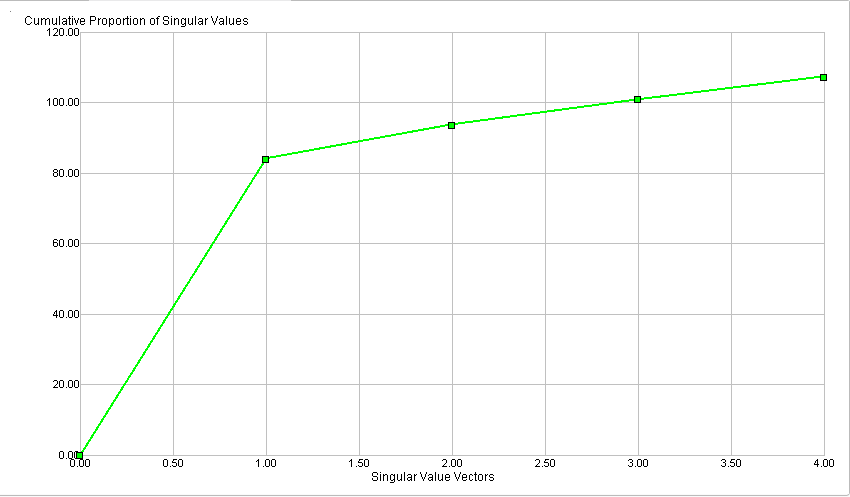 Cumulative Proportion of Singular Values
120.00
100.00
80.00
60.00
40.00
20.00
0.00
0.00 0.50 1.00 1.50 2.00 2.50 3.00 3.50 4.00
Singular Value Vectors